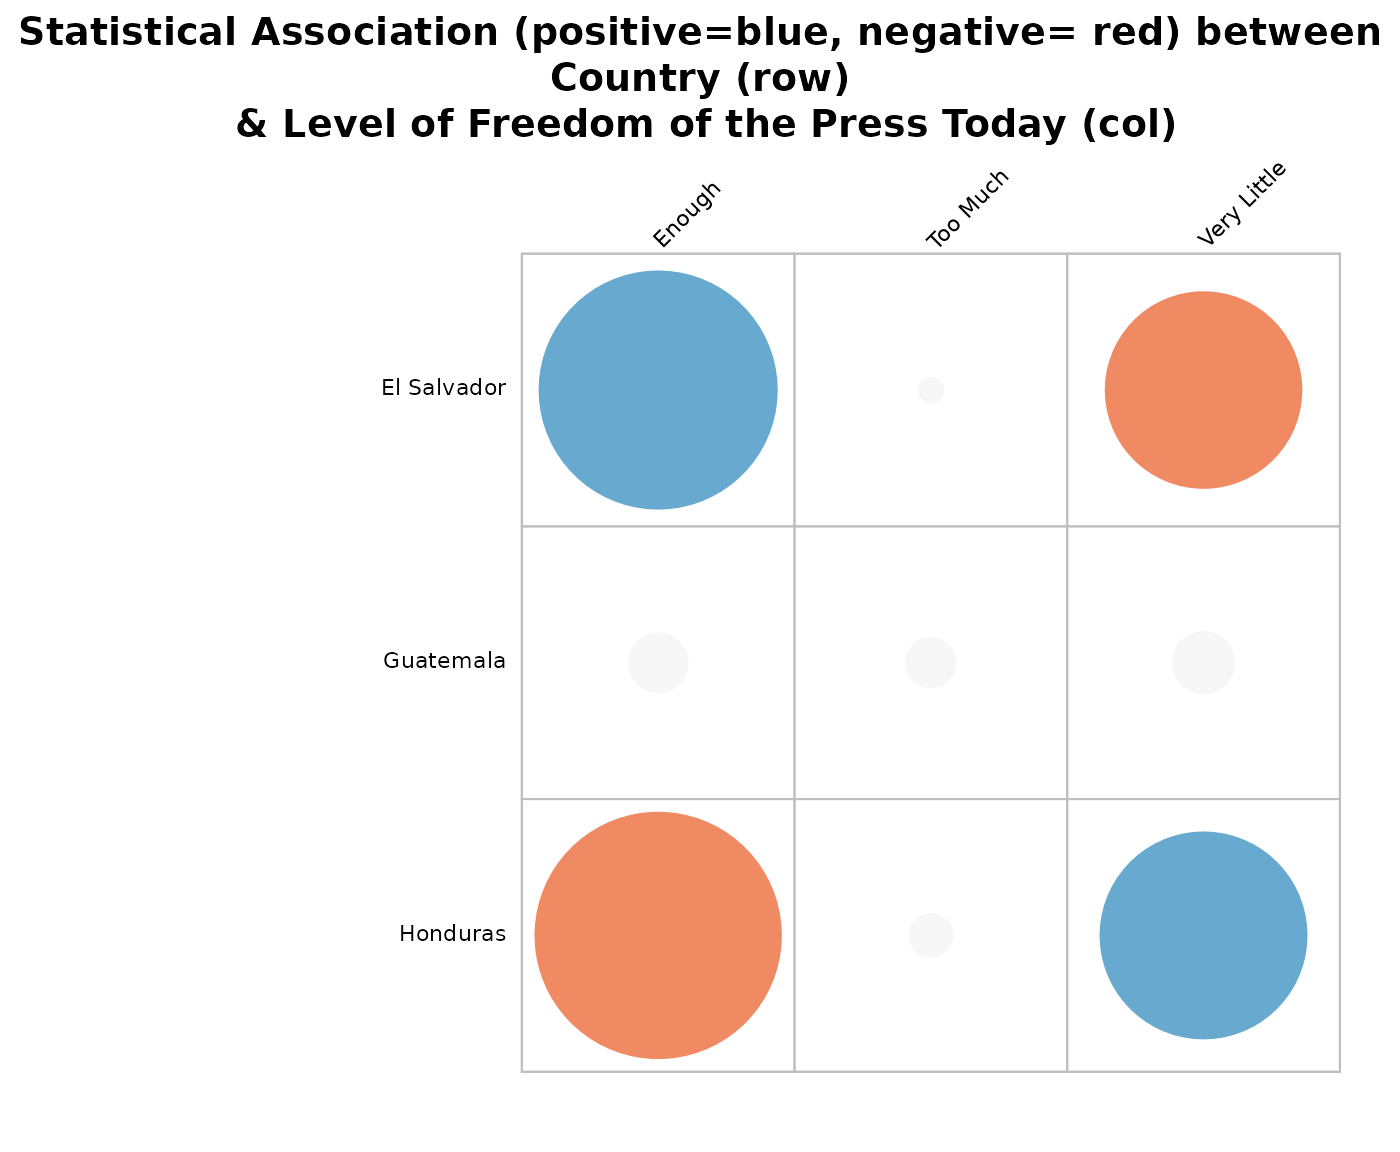 Statistical Association (positive=blue, negative= red) between
Country (row)
& Level of Freedom of the Press Today (col)
Enough
Too Much
Very Little
El Salvador
Guatemala
Honduras